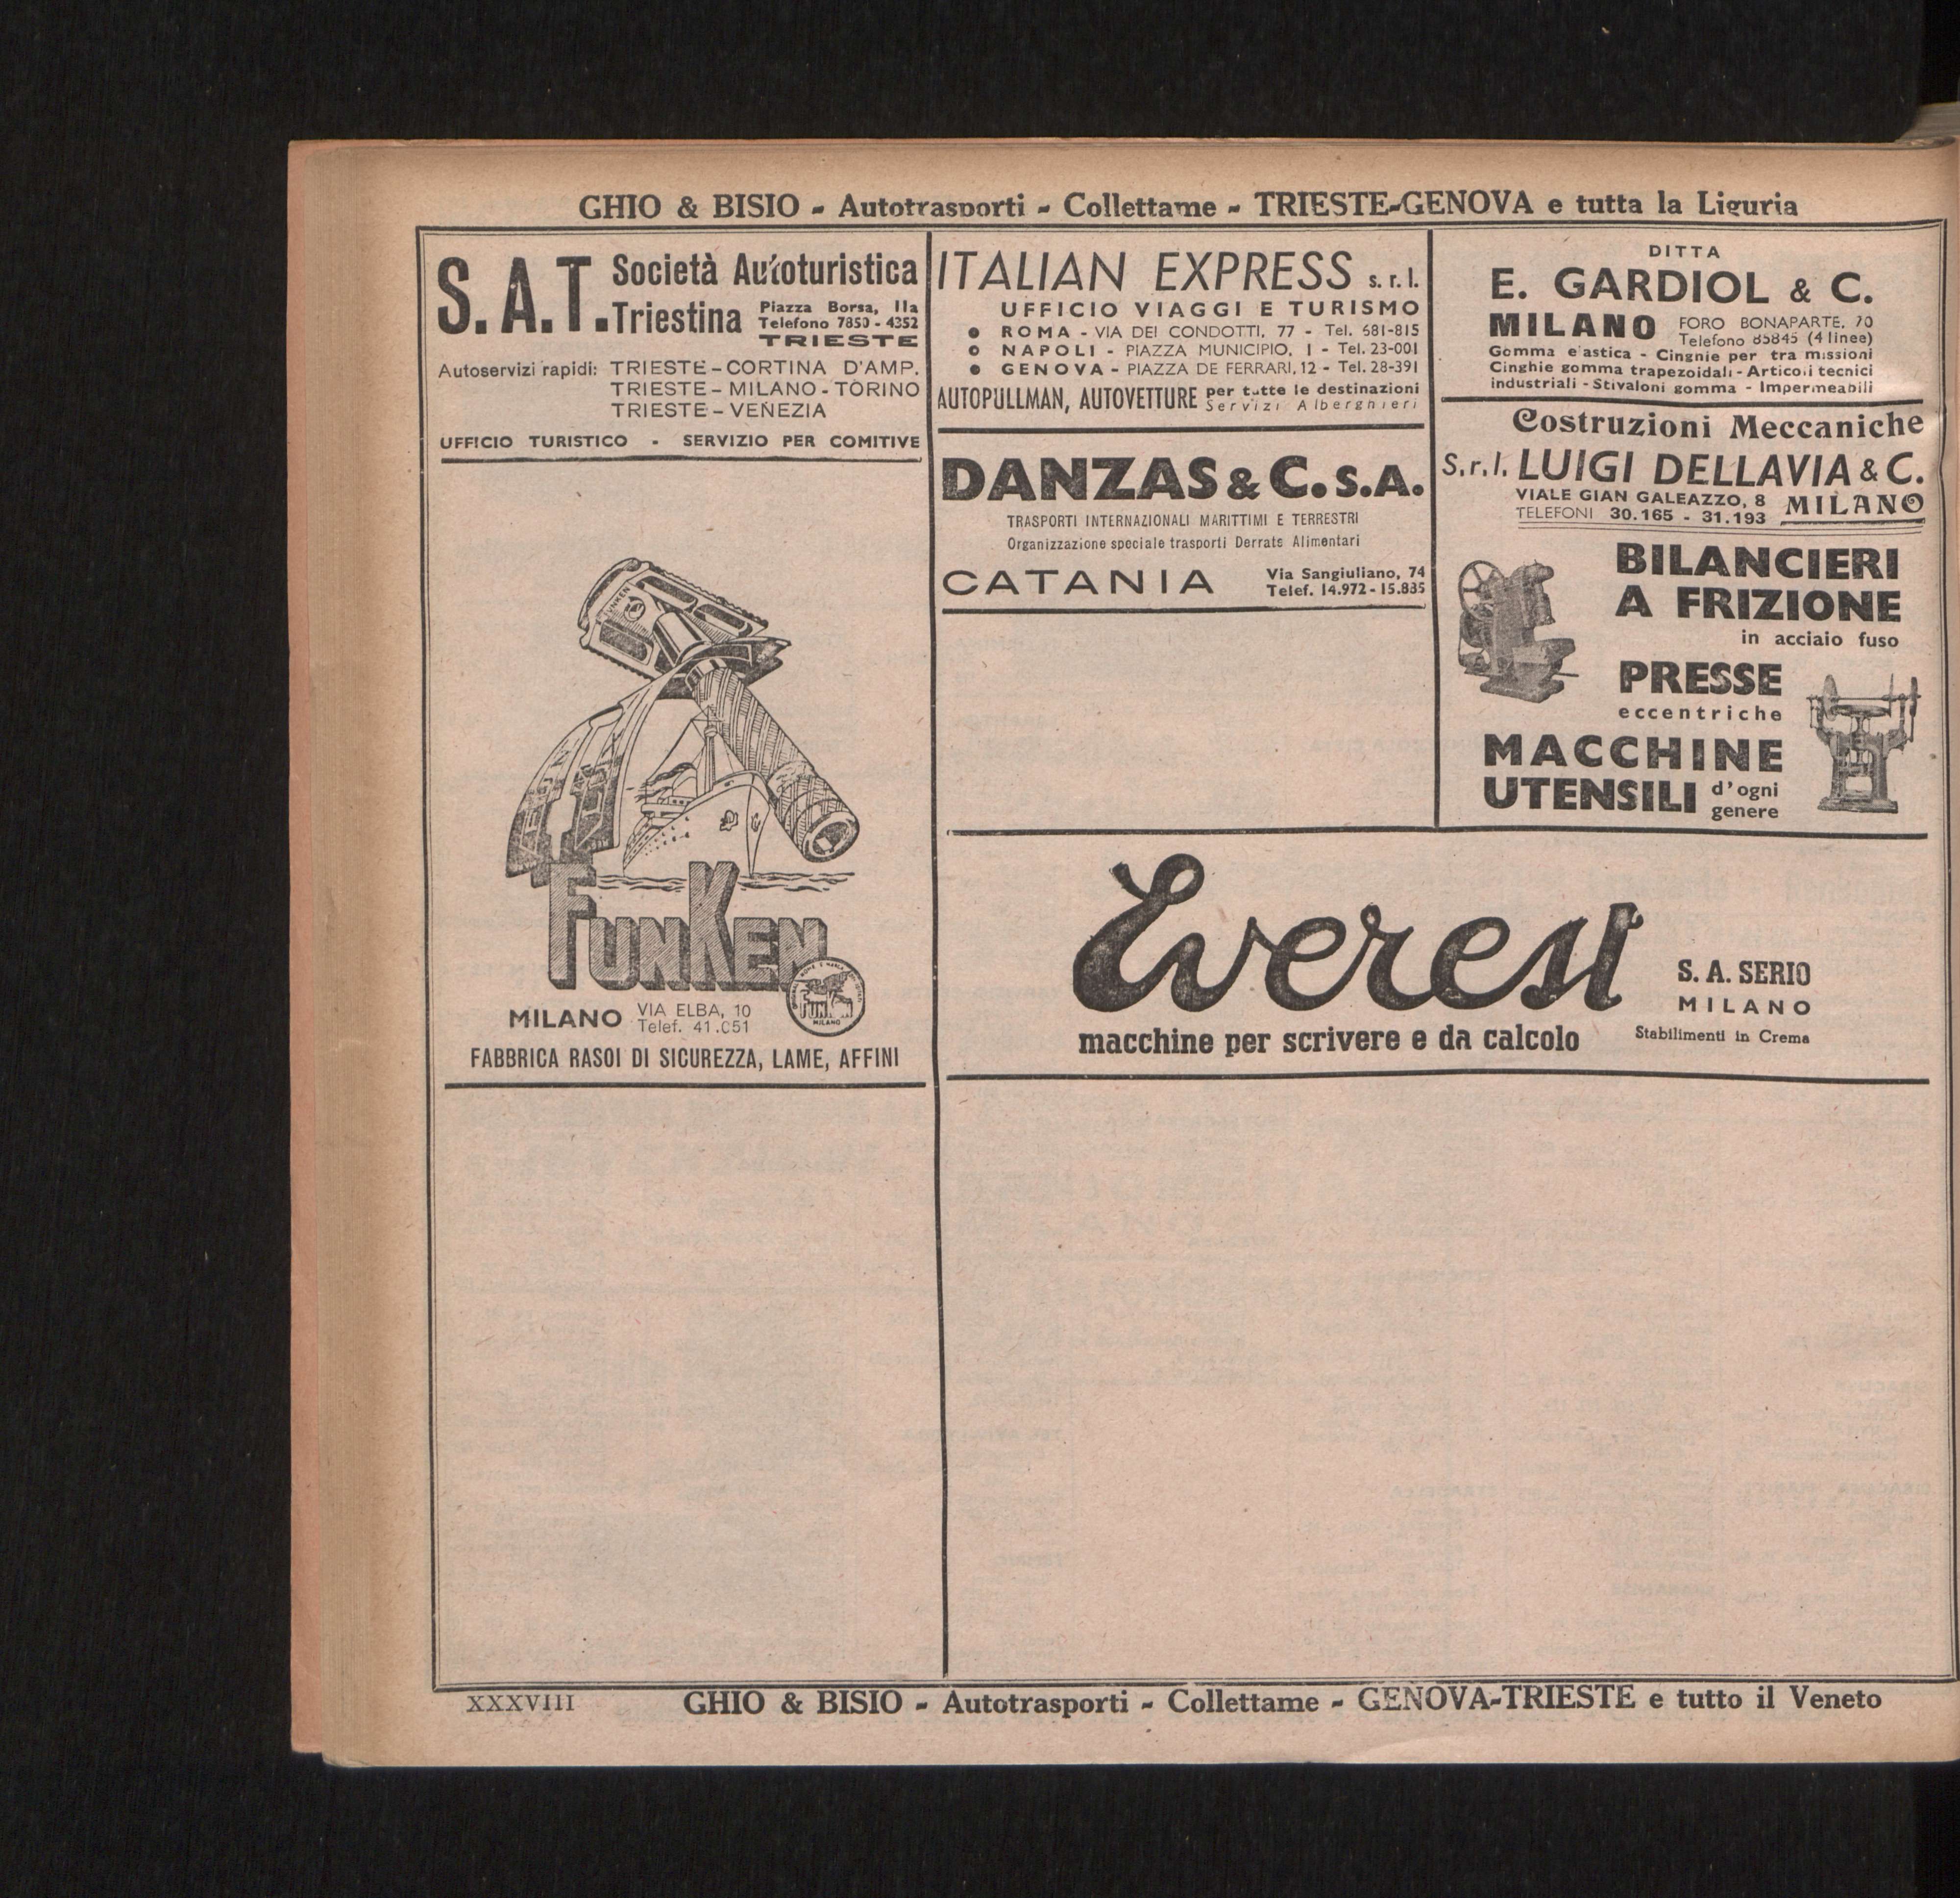 GHIO & BISIO - Autotrasporti - Collettame - TRIESTE-GENOVA e tutta la Liguria
S.A.T. Società Autoturistica
Triestina
Piazza Borsa, 11a
Telefono 7850 - 4352
TRIESTE
Autoservizi rapidi: TRIESTE - CORTINA D'AMP.
TRIESTE - MILANO - TORINO
TRIESTE - VENEZIA
UFFICIO TURISTICO - SERVIZIO PER COMITIVE
FUNKEN
MILANO
VIA ELBA, 10
Telef. 41.051
FUNKEN
MILANO
FABBRICA RASOI DI SICUREZZA, LAME, AFFINI
ITALIAN EXPRESS s. r. l.
UFFICIO VIAGGI E TURISMO
● ROMA - VIA DEI CONDOTTI, 77 - Tel. 681-815
● NAPOLI - PIAZZA MUNICIPIO, 1 - Tel. 23-001
● GENOVA - PIAZZA DE FERRARI, 12 - Tel. 28-391
AUTOPULLMAN, AUTOVETTURE per tutte le destinazioni
Servizi Alberghieri
DANZAS & C. S.A.
TRASPORTI INTERNAZIONALI MARITTIMI E TERRESTRI
Organizzazione speciale trasporti Derrate Alimentari
CATANIA
Via Sangiuliano, 74
Telef. 14.972 - 15.835
DITTA
E. GARDIOL & C.
MILANO
FORO BONAPARTE, 70
Telefono 85845 (4 linee)
Gomma elastica - Cinghie per tra missioni
Cinghie gomma trapezoidali - Articoli tecnici
industriali - Stivaloni gomma - Impermeabili
Costruzioni Meccaniche
S.r.l. LUIGI DELLAVIA & C.
VIALE GIAN GALEAZZO, 8
TELEFONI 30.165 - 31.193
MILANO
BILANCIERI
A FRIZIONE
in acciaio fuso
PRESSE
eccentriche
MACCHINE
UTENSILI d'ogni
genere
Everest
S. A. SERIO
MILANO
Stabilimenti in Crema
macchine per scrivere e da calcolo
XXXVIII
GHIO & BISIO - Autotrasporti - Collettame - GENOVA-TRIESTE e tutto il Veneto